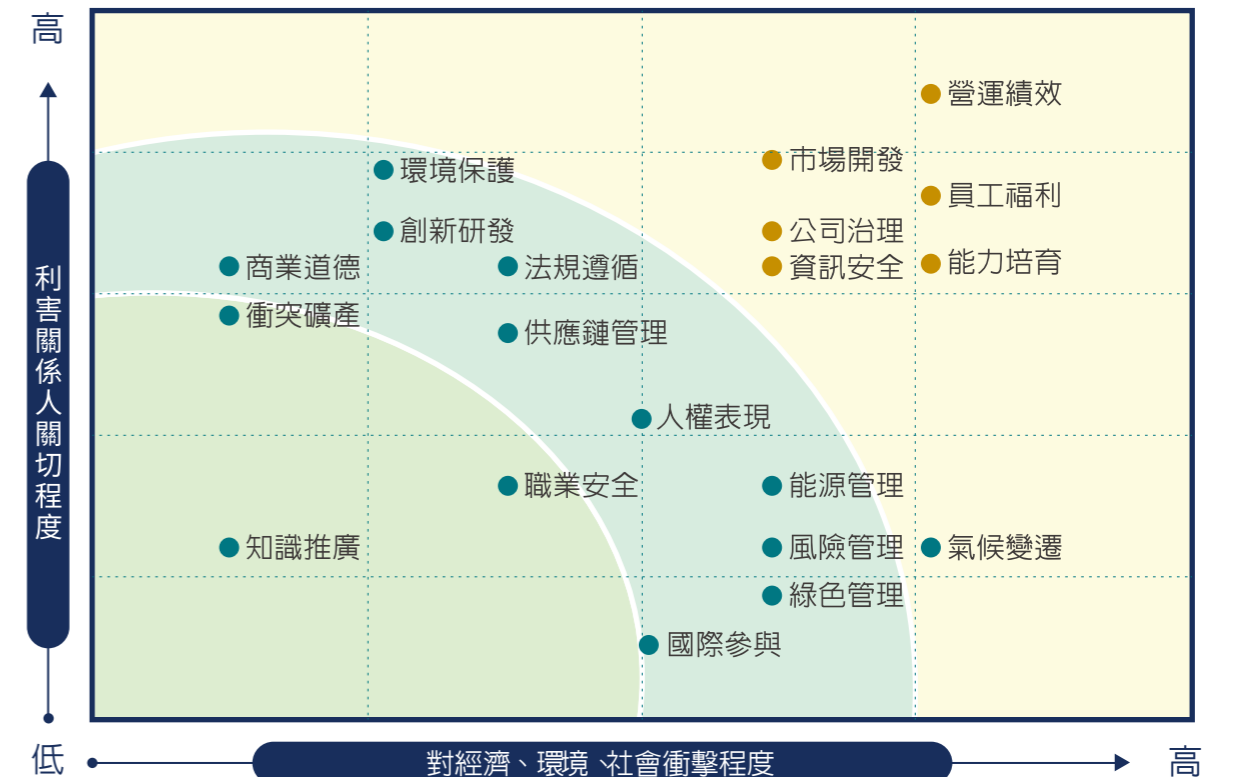 高
營運績效
市場開發
環境保護
員工福利
創新研發
公司治理
商業道德
法規遵循
資訊安全
能力培育
衝突礦產
供應鏈管理
利害關係人關切程度
人權表現
職業安全
能源管理
知識推廣
風險管理
氣候變遷
綠色管理
國際參與
低
對經濟、環境、社會衝擊程度
高